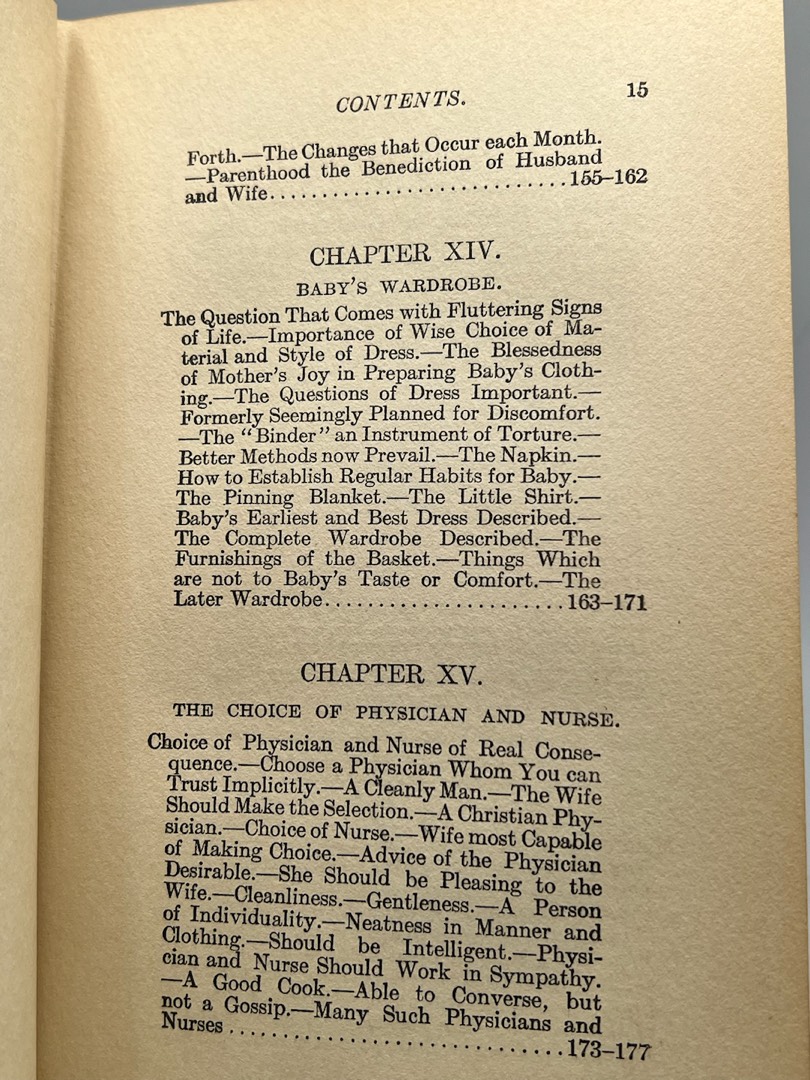 CONTENTS. 15
Forth.—The Changes that Occur each Month.
—Parenthood the Benediction of Husband
and Wife............................155–162
CHAPTER XIV.
BABY'S WARDROBE.
The Question That Comes with Fluttering Signs
of Life.—Importance of Wise Choice of Ma-
terial and Style of Dress.—The Blessedness
of Mother's Joy in Preparing Baby's Cloth-
ing.—The Questions of Dress Important.—
Formerly Seemingly Planned for Discomfort.
—The "Binder" an Instrument of Torture.—
Better Methods now Prevail.—The Napkin.—
How to Establish Regular Habits for Baby.—
The Pinning Blanket.—The Little Shirt.—
Baby's Earliest and Best Dress Described.—
The Complete Wardrobe Described.—The
Furnishings of the Basket.—Things Which
are not to Baby's Taste or Comfort.—The
Later Wardrobe.......................163–171
CHAPTER XV.
THE CHOICE OF PHYSICIAN AND NURSE.
Choice of Physician and Nurse of Real Conse-
quence.—Choose a Physician Whom You can
Trust Implicitly.—A Cleanly Man.—The Wife
Should Make the Selection.—A Christian Phy-
sician.—Choice of Nurse.—Wife most Capable
of Making Choice.—Advice of the Physician
Desirable.—She Should be Pleasing to the
Wife.—Cleanliness.—Gentleness.—A Person
of Individuality.—Neatness in Manner and
Clothing.—Should be Intelligent.—Physi-
cian and Nurse Should Work in Sympathy.
—A Good Cook.—Able to Converse, but
not a Gossip.—Many Such Physicians and
Nurses................................173–177